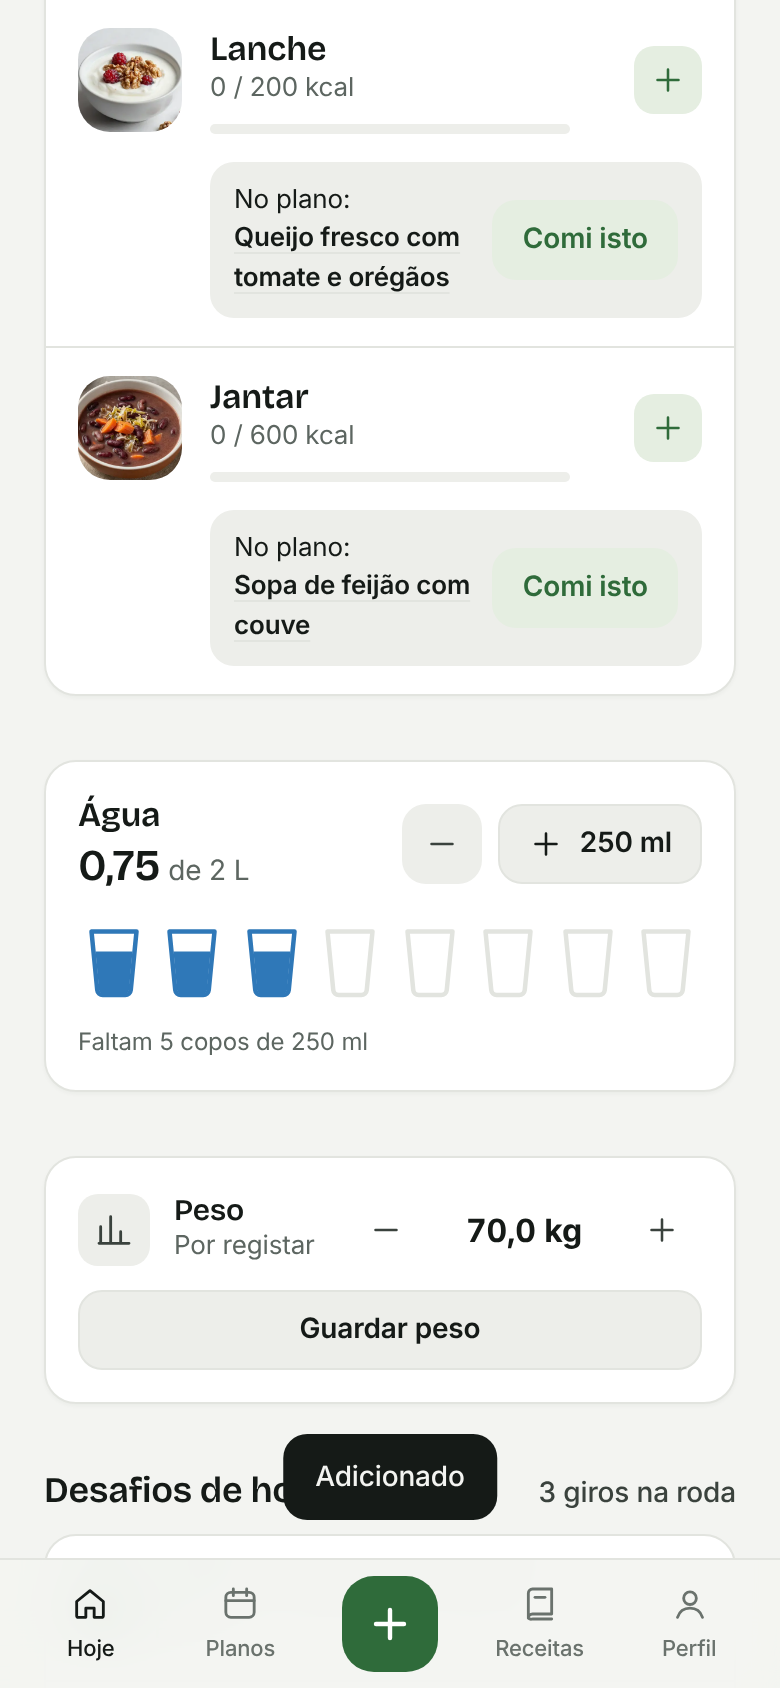 Lanche
0 / 200 kcal
No plano:
Queijo fresco com
tomate e orégãos
Comi isto
Jantar
0 / 600 kcal
No plano:
Sopa de feijão com
couve
Comi isto
Água
0,75 de 2 L
250 ml
Faltam 5 copos de 250 ml
Peso
Por registar
70,0 kg
Guardar peso
Desafios de
3 giros na roda
Adicionado
Hoje
Planos
Receitas
Perfil